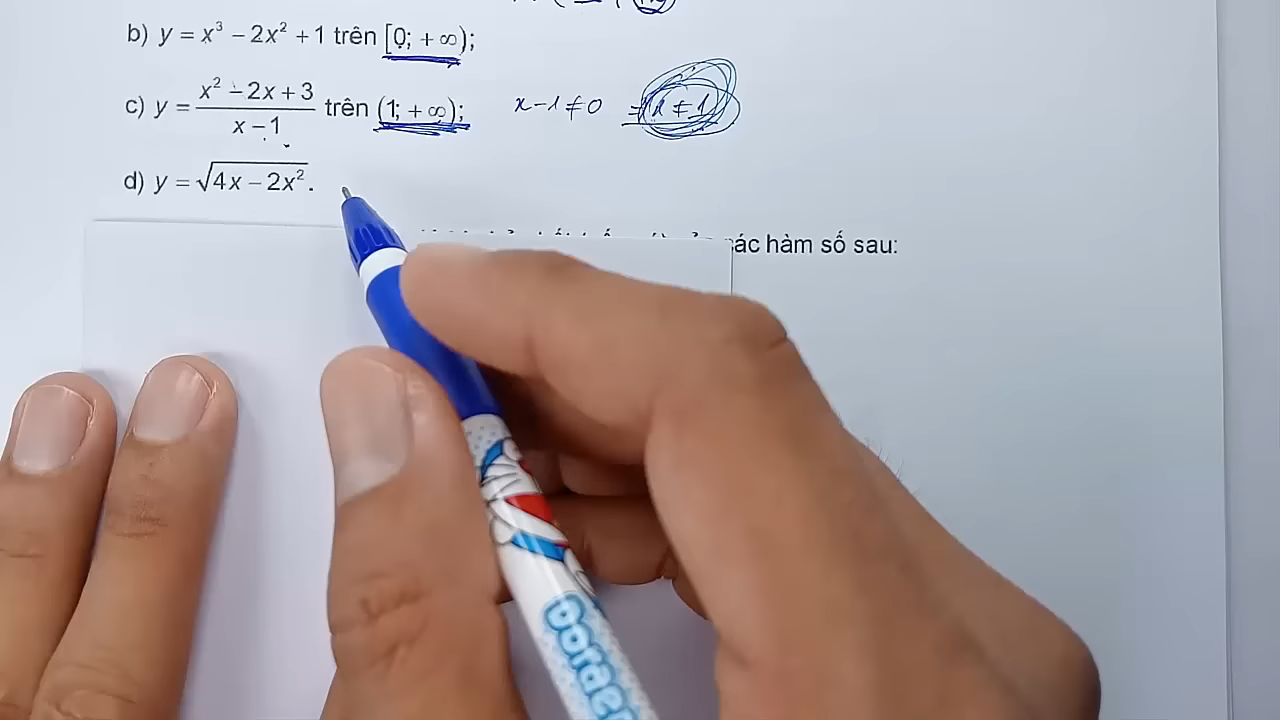 b) y = x³ − 2x² + 1 trên [0; + ∞);
c) y = (x² − 2x + 3)/(x − 1) trên (1; + ∞); x − 1 ≠ 0 ⇒ x ≠ 1
d) y = √(4x − 2x²).
các hàm số sau:
Dorae